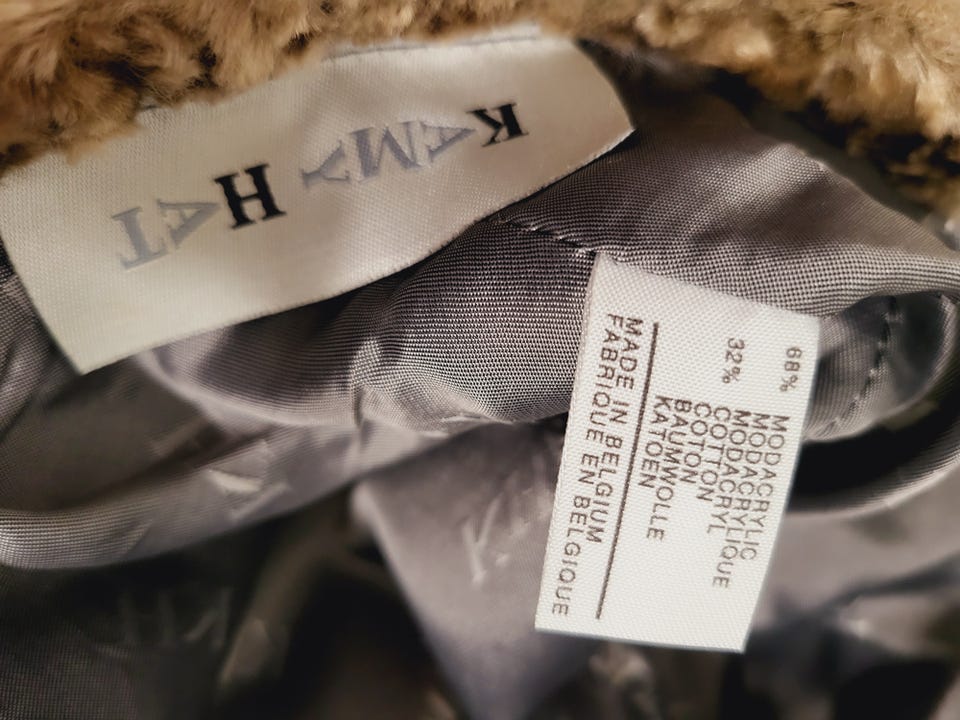 KAMY HAT
68% MODACRYLIC
MODACRYLIQUE
MODACRYL
32% COTTON
COTON
BAUMWOLLE
KATOEN
MADE IN BELGIUM
FABRIQUE EN BELGIQUE